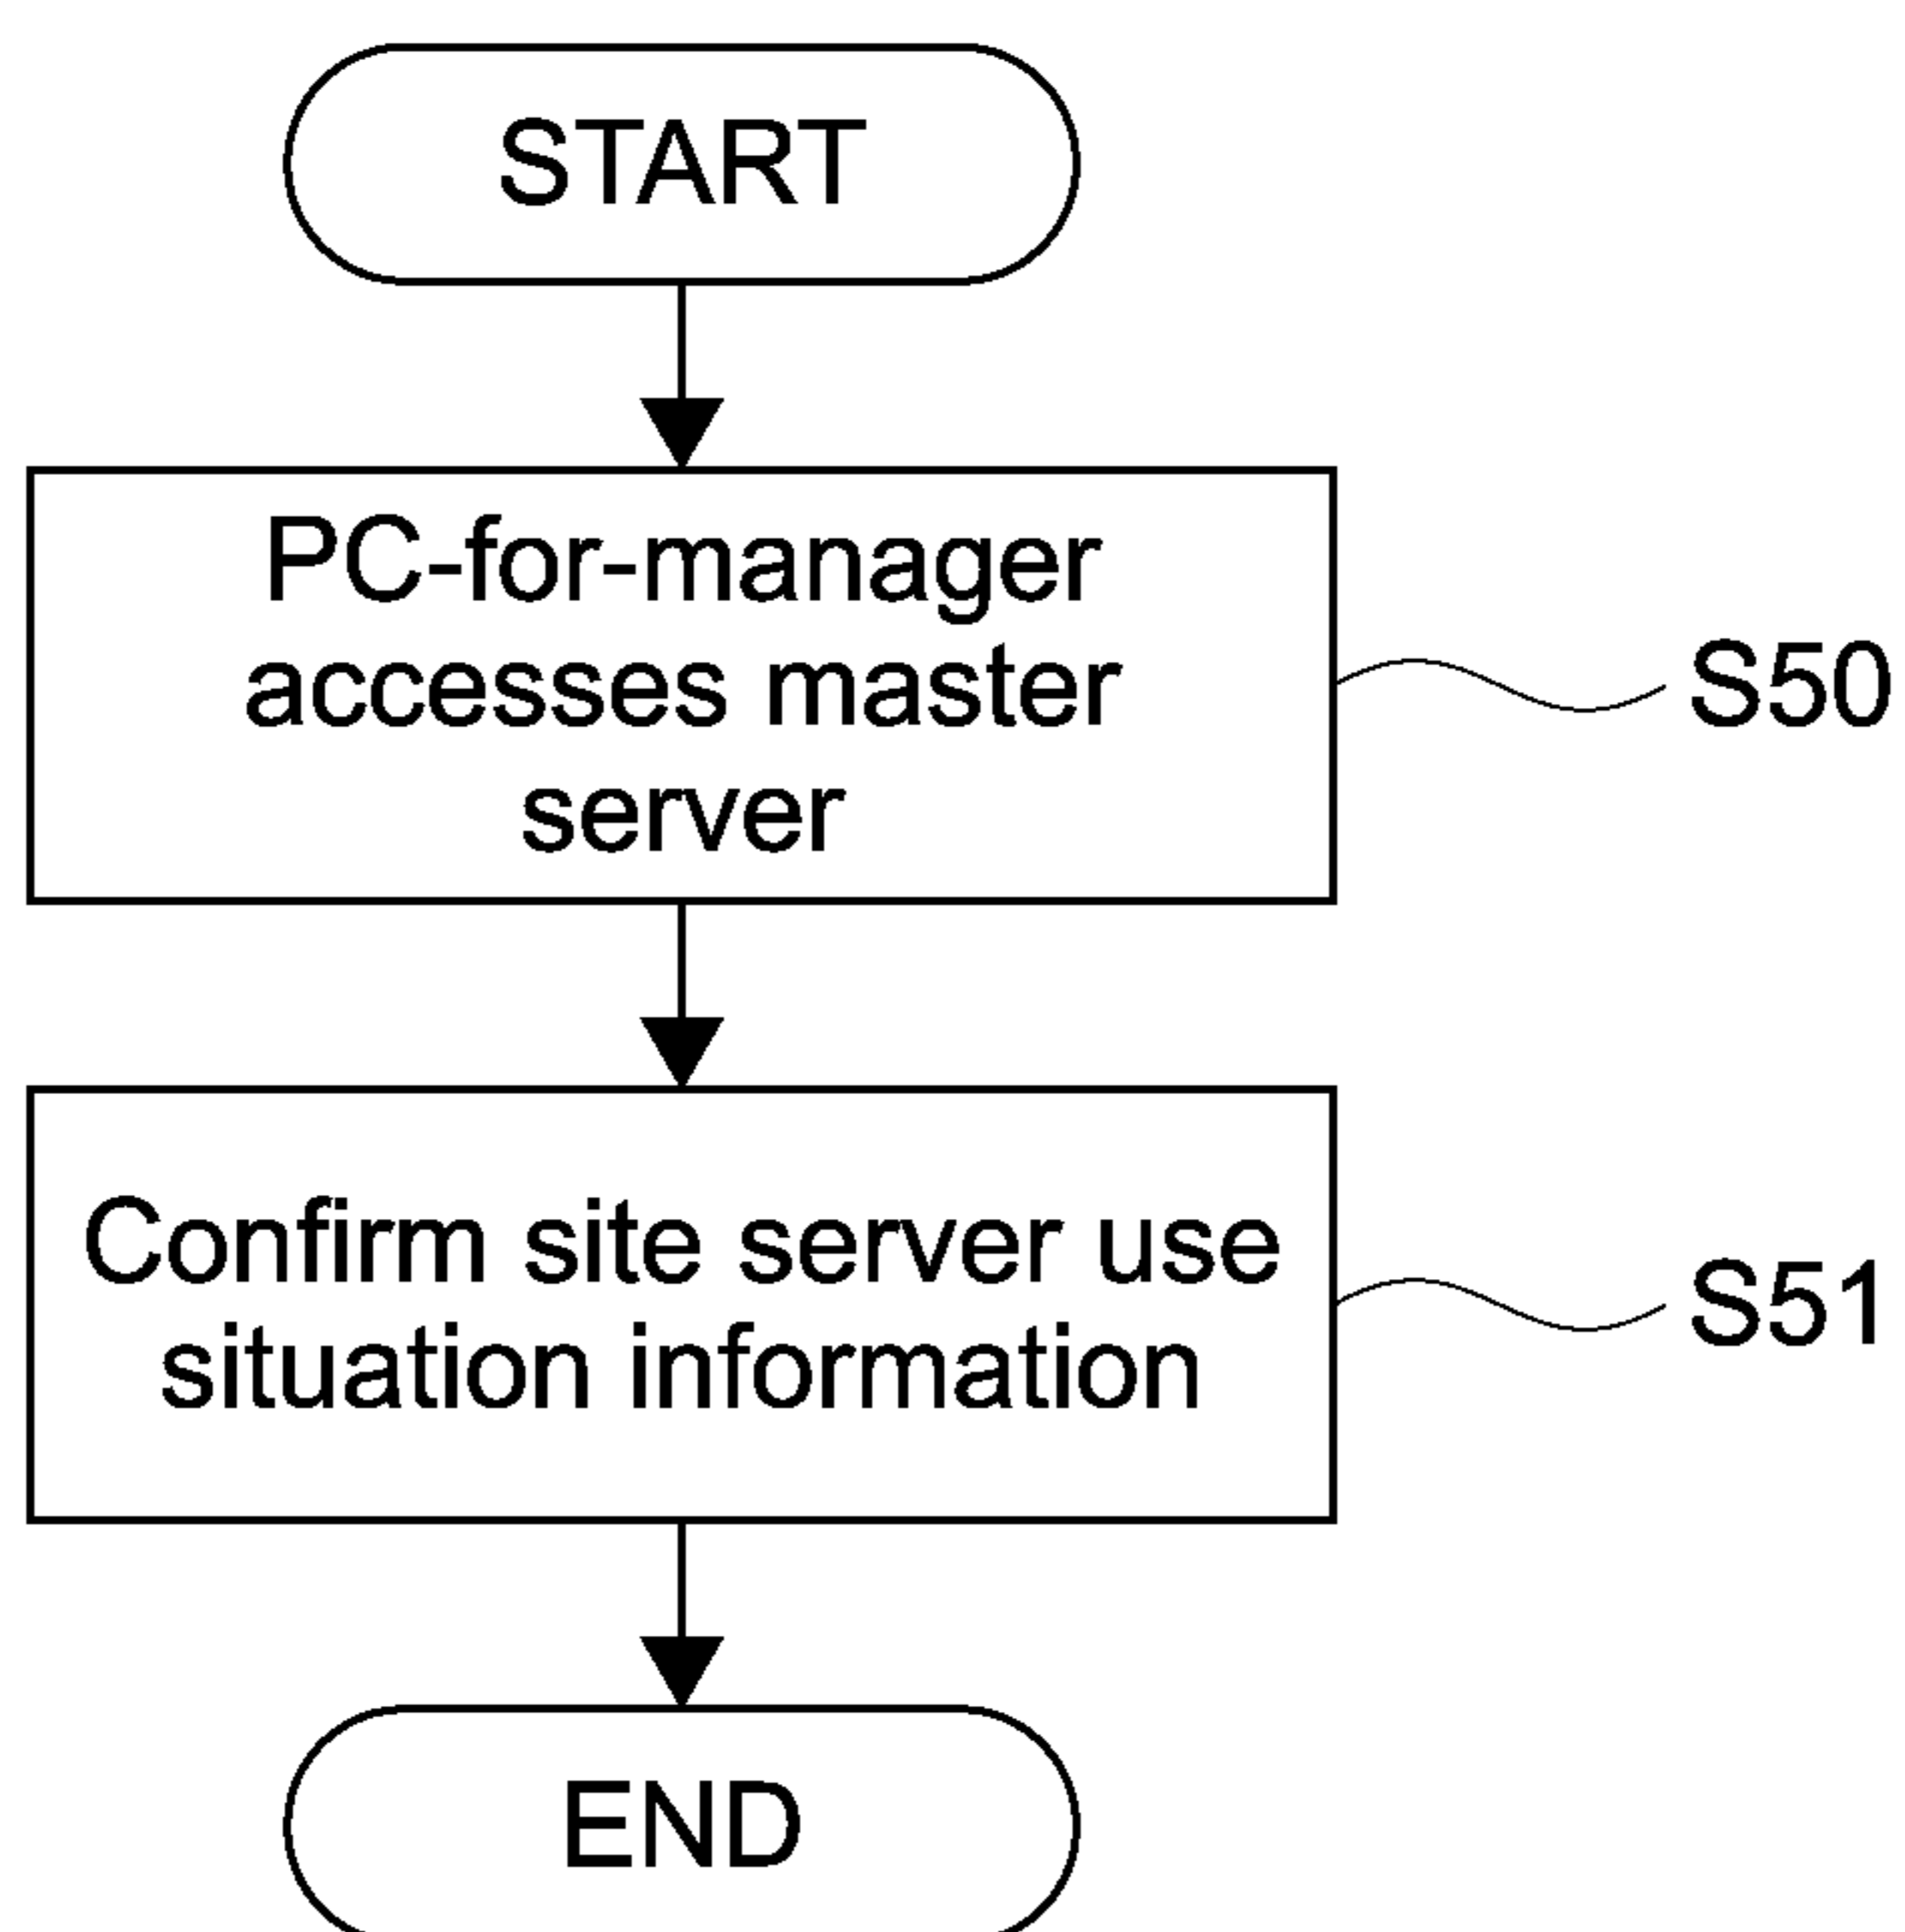 START
PC-for-manager
accesses master
server
S50
Confirm site server use
situation information
S51
END